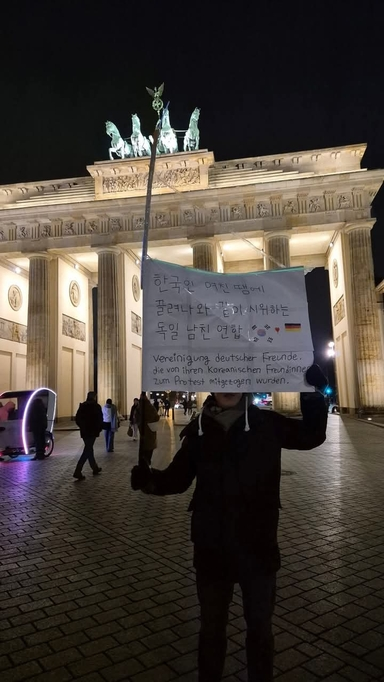 한국인 여친 땜에
끌려나와 같이 시위하는
독일 남친 연합
Vereinigung deutscher Freunde,
die von ihren Koreanischen Freundinnen
zum Protest mitgezogen wurden.